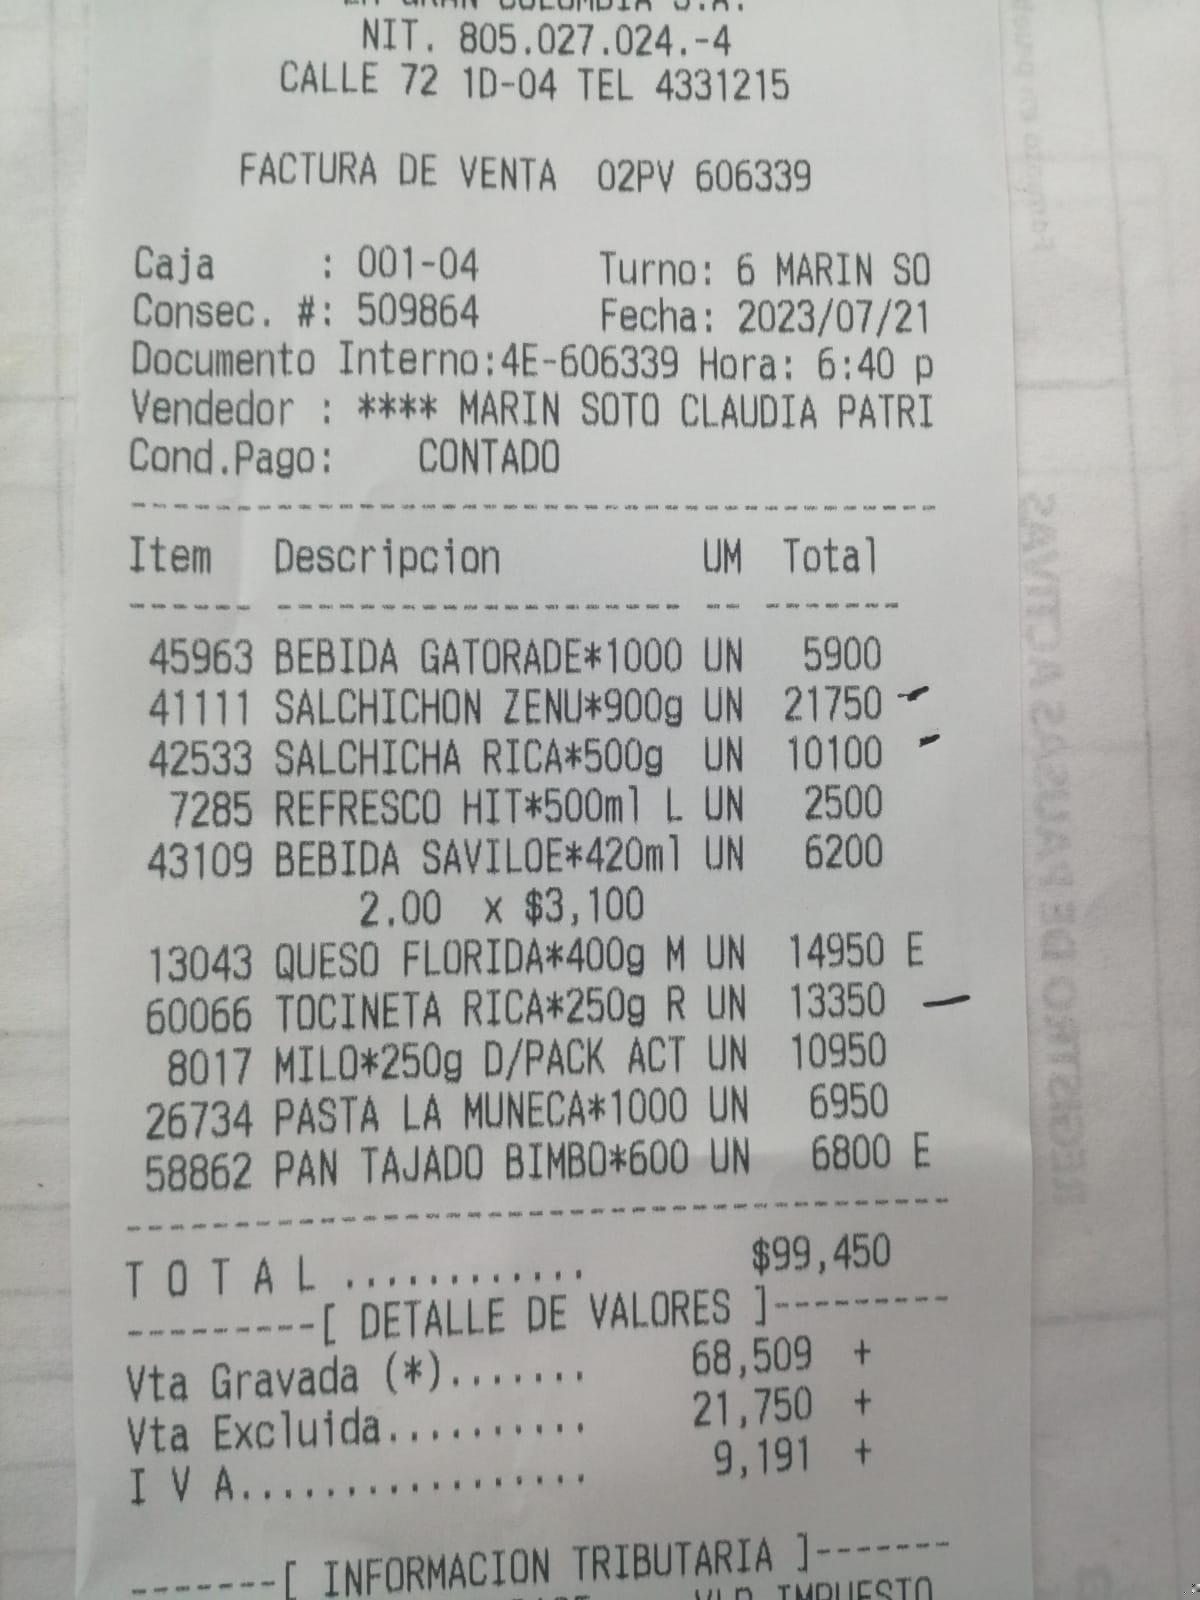 LA GRAN COLOMBIA S.A.
NIT. 805.027.024.-4
CALLE 72 1D-04 TEL 4331215
FACTURA DE VENTA 02PV 606339
Caja : 001-04 Turno: 6 MARIN SO
Consec. #: 509864 Fecha: 2023/07/21
Documento Interno:4E-606339 Hora: 6:40 p
Vendedor : **** MARIN SOTO CLAUDIA PATRI
Cond.Pago: CONTADO
Item Descripcion UM Total
45963 BEBIDA GATORADE*1000 UN 5900
41111 SALCHICHON ZENU*900g UN 21750
42533 SALCHICHA RICA*500g UN 10100
7285 REFRESCO HIT*500ml L UN 2500
43109 BEBIDA SAVILOE*420ml UN 6200
2.00 x $3,100
13043 QUESO FLORIDA*400g M UN 14950 E
60066 TOCINETA RICA*250g R UN 13350
8017 MILO*250g D/PACK ACT UN 10950
26734 PASTA LA MUNECA*1000 UN 6950
58862 PAN TAJADO BIMBO*600 UN 6800 E
T O T A L ............ $99,450
---------[ DETALLE DE VALORES ]---------
Vta Gravada (*)....... 68,509 +
Vta Excluida.......... 21,750 +
I V A................. 9,191 +
-------[ INFORMACION TRIBUTARIA ]-------
VLR IMPUESTO
REGISTRO DE PAUSAS ACTIVAS